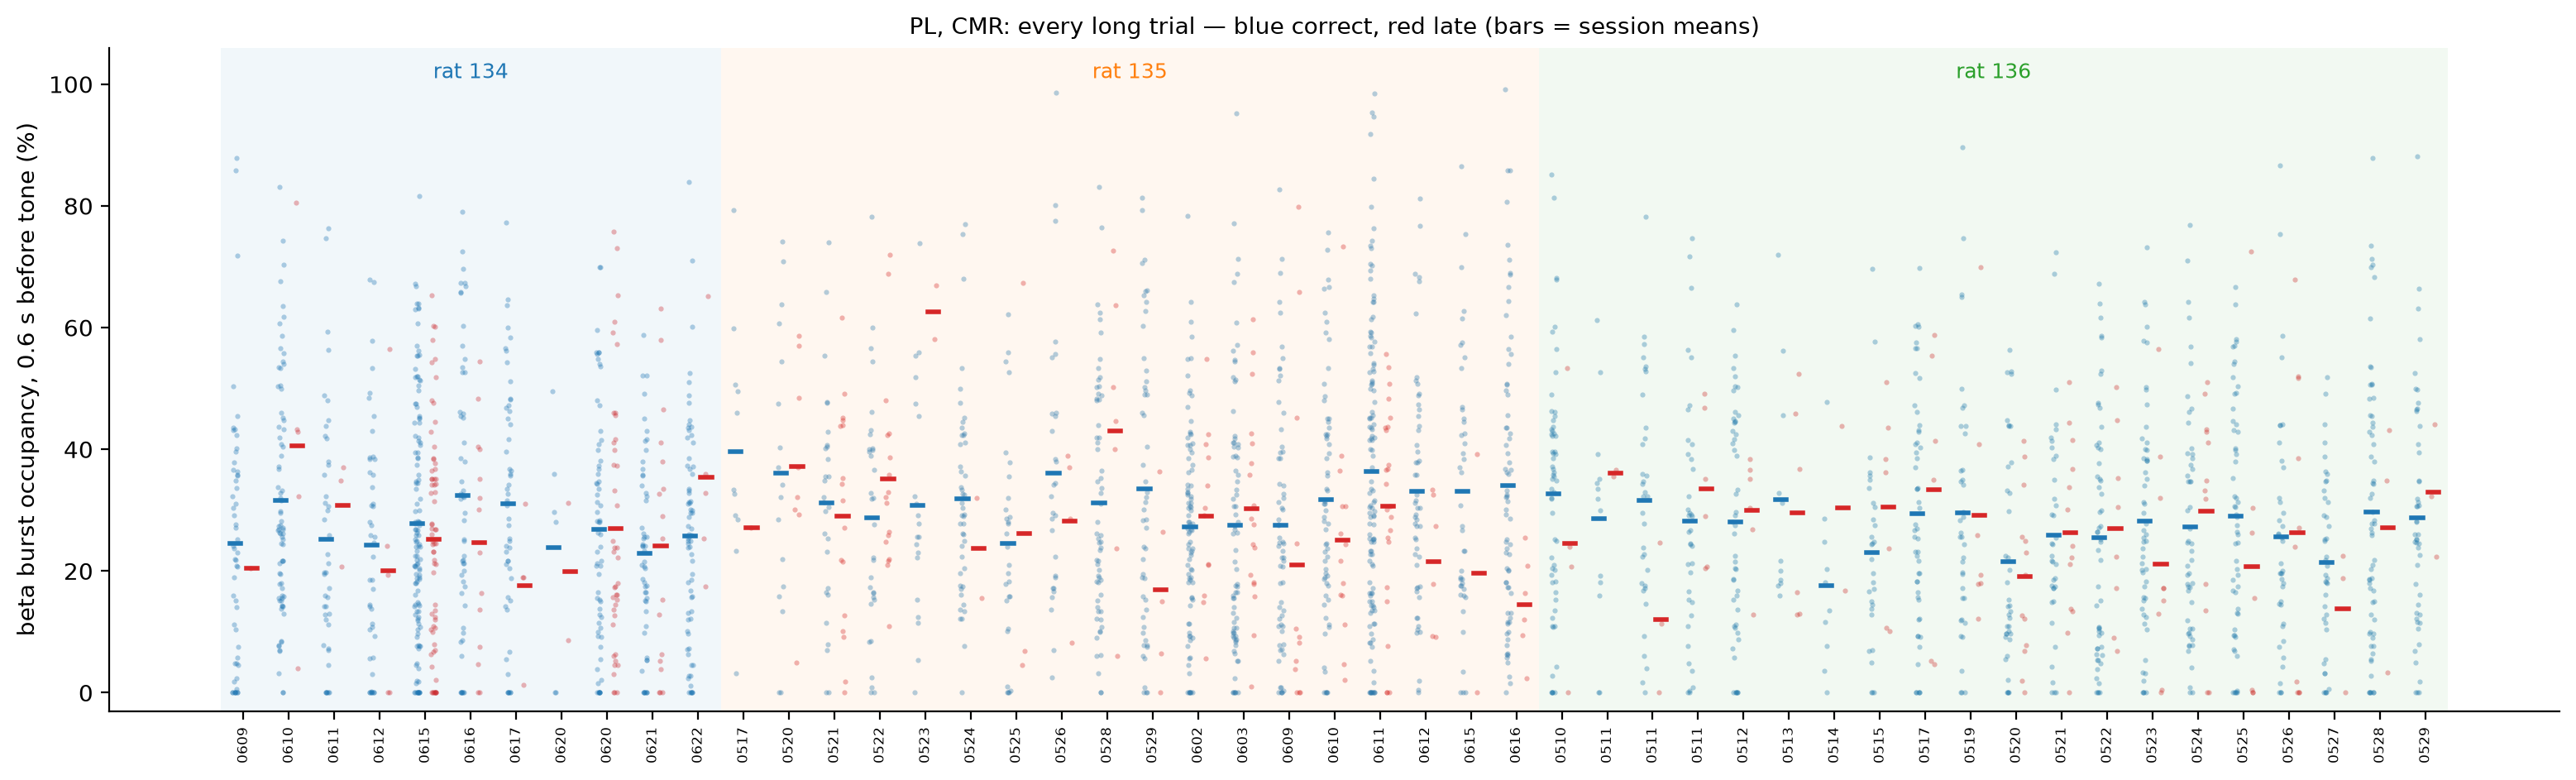 PL, CMR: every long trial — blue correct, red late (bars = session means)
rat 134 rat 135 rat 136
beta burst occupancy, 0.6 s before tone (%)
100
80
60
40
20
0
0609 0610 0611 0612 0615 0616 0617 0620 0620 0621 0622 0517 0520 0521 0522 0523 0524 0525 0526 0528 0529 0602 0603 0609 0610 0611 0612 0615 0616 0510 0511 0511 0511 0512 0513 0514 0515 0517 0519 0520 0521 0522 0523 0524 0525 0526 0527 0528 0529